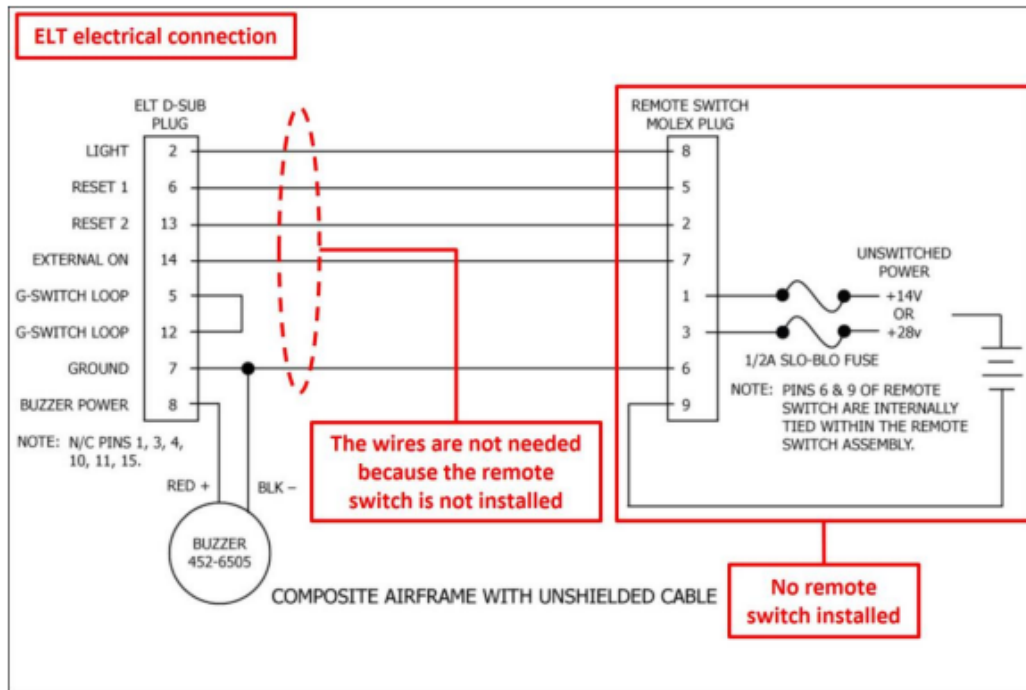 ELT electrical connection
ELT D-SUB
PLUG
REMOTE SWITCH
MOLEX PLUG
LIGHT 2 8
RESET 1 6 5
RESET 2 13 2
EXTERNAL ON 14 7
UNSWITCHED
POWER
G-SWITCH LOOP 5 1 +14V
OR
G-SWITCH LOOP 12 3 +28v
1/2A SLO-BLO FUSE
GROUND 7 6
BUZZER POWER 8 9
NOTE: PINS 6 & 9 OF REMOTE
SWITCH ARE INTERNALLY
TIED WITHIN THE REMOTE
SWITCH ASSEMBLY.
NOTE: N/C PINS 1, 3, 4,
10, 11, 15.
The wires are not needed
because the remote
switch is not installed
RED + BLK –
BUZZER
452-6505
COMPOSITE AIRFRAME WITH UNSHIELDED CABLE
No remote
switch installed